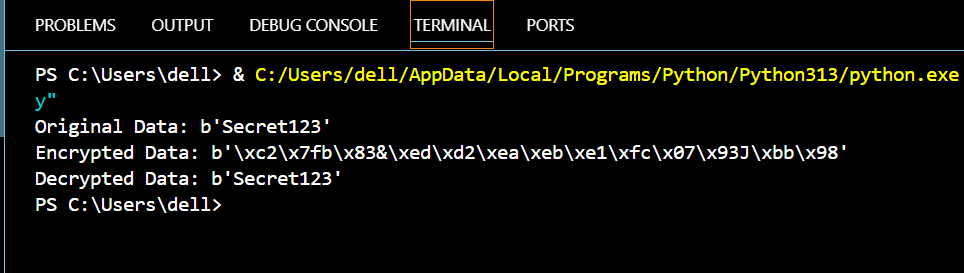 PROBLEMS OUTPUT DEBUG CONSOLE TERMINAL PORTS
PS C:\Users\dell> & C:/Users/dell/AppData/Local/Programs/Python/Python313/python.exe
y"
Original Data: b'Secret123'
Encrypted Data: b'\xc2\x7fb\x83&\xed\xd2\xea\xeb\xe1\xfc\x07\x93J\xbb\x98'
Decrypted Data: b'Secret123'
PS C:\Users\dell>